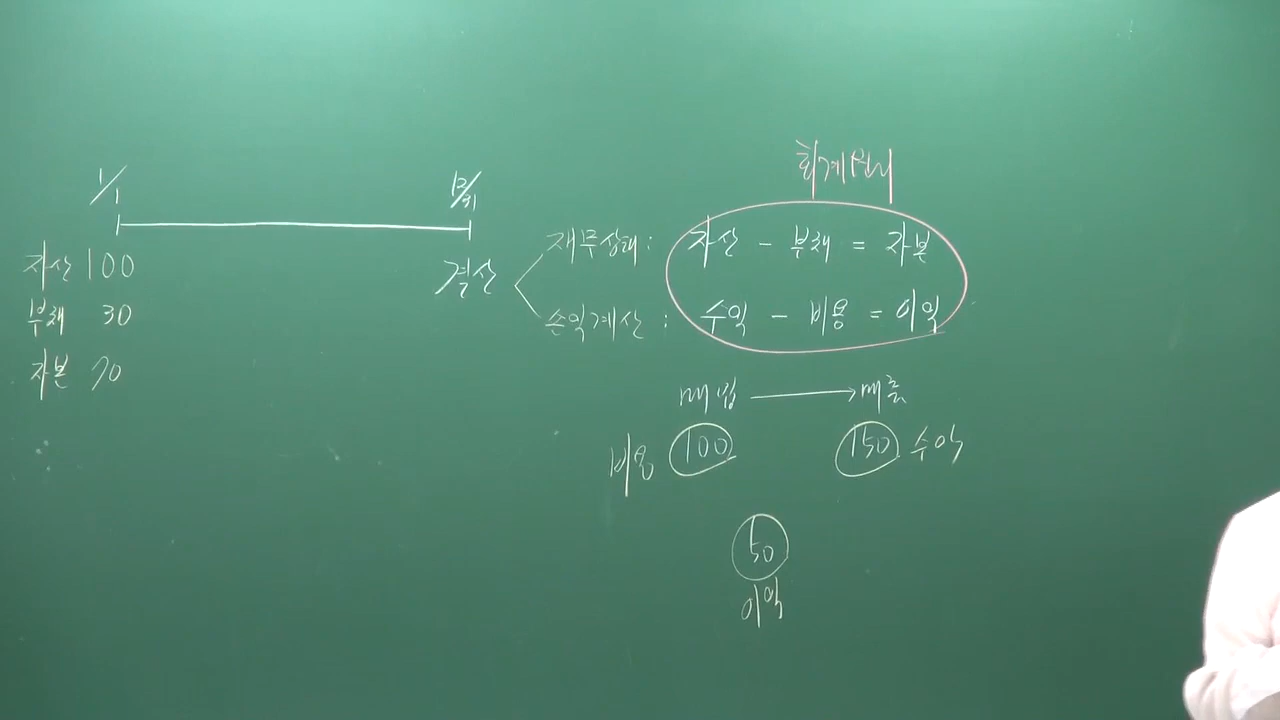 1/1
12/31
자산 100
부채 30
자본 70
결산
회계원리
재무상태 : 자산 - 부채 = 자본
손익계산 : 수익 - 비용 = 이익
매입 → 매출
비용 100 150 수익
50
이익